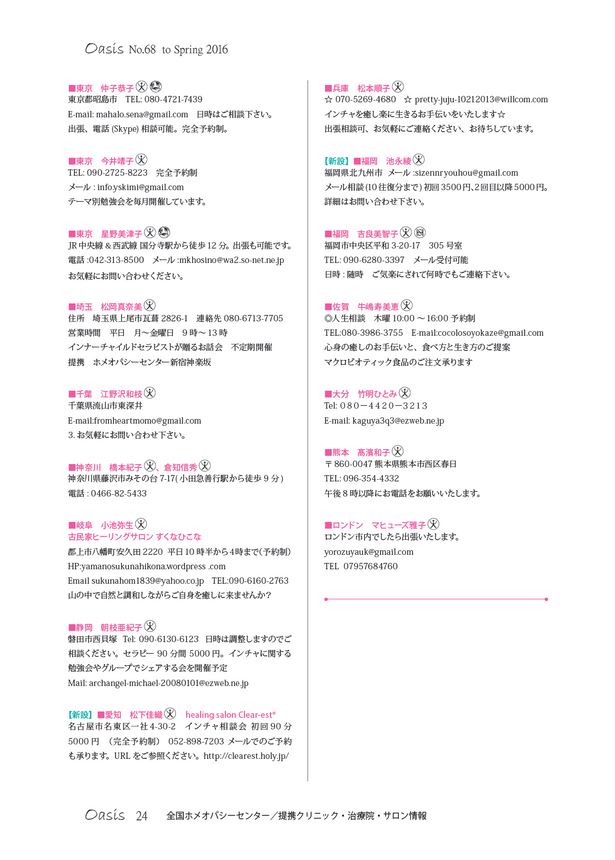 Oasis No.68 to Spring 2016
■東京　仲子恭子
東京都昭島市　TEL: 080-4721-7439
E-mail: mahalo.sena@gmail.com　日時はご相談下さい。
出張、電話 (Skype) 相談可能。完全予約制。
■東京　今井靖子
TEL: 090-2725-8223　完全予約制
メール : info.yskimi@gmail.com
テーマ別勉強会を毎月開催しています。
■東京　星野美津子
JR 中央線 & 西武線 国分寺駅から徒歩 12 分。出張も可能です。
電話 :042-313-8500　メール :mkhosino@wa2.so-net.ne.jp
お気軽にお問い合わせください。
■埼玉　松岡真奈美
住所　埼玉県上尾市瓦葺 2826-1　連絡先 080-6713-7705
営業時間　平日　月〜金曜日　9 時〜 13 時
インナーチャイルドセラピストが贈るお話会　不定期開催
提携　ホメオパシーセンター新宿神楽坂
■千葉　江野沢和枝
千葉県流山市東深井
E-mail:fromheartmomo@gmail.com
3. お気軽にお問い合わせ下さい。
■神奈川　橋本紀子、倉知信秀
神奈川県藤沢市みその台 7-17( 小田急善行駅から徒歩 9 分 )
電話 : 0466-82-5433
■岐阜　小池弥生
古民家ヒーリングサロン すくなひこな
郡上市八幡町安久田 2220 平日 10 時半から 4 時まで（予約制）
HP:yamanosukunahikona.wordpress .com
Email sukunahom1839@yahoo.co.jp　TEL:090-6160-2763
山の中で自然と調和しながらご自身を癒しに来ませんか？
■静岡　朝枝亜紀子
磐田市西貝塚 Tel: 090-6130-6123　日時は調整しますのでご
相談ください。セラピー 90 分間 5000 円。インチャに関する
勉強会やグループでシェアする会を開催予定
Mail: archangel-michael-20080101@ezweb.ne.jp
【新設】■愛知　松下佳織　healing salon Clear-est*
名古屋市名東区一社 4-30-2　インチャ相談会 初回 90 分
5000 円　（完全予約制）　052-898-7203 メールでのご予約
も承ります。URL をご参照ください。http://clearest.holy.jp/
■兵庫　松本順子
☆ 070-5269-4680　☆ pretty-juju-10212013@willcom.com
インチャを癒し楽に生きるお手伝いをいたします☆
出張相談可、お気軽にご連絡ください、お待ちしています。
【新設】■福岡　池永綾
福岡県北九州市　メール :sizennryouhou@gmail.com
メール相談 (10 往復分まで ) 初回 3500 円、2 回目以降 5000 円。
詳細はお問い合わせ下さい。
■福岡　吉良美智子
福岡市中央区平和 3-20-17　305 号室
TEL: 090-6280-3397　メール受付可能
日時 : 随時　ご気楽にされて何時でもご連絡下さい。
■佐賀　牛嶋寿美恵
◎人生相談　木曜 10:00 〜 16:00 予約制
TEL:080-3986-3755　E-mail:cocolosoyokaze@gmail.com
心身の癒しのお手伝いと、食べ方と生き方のご提案
マクロビオティック食品のご注文承ります
■大分　竹明ひとみ
Tel: ０８０－４４２０－３２１３
E-mail: kaguya3q3@ezweb.ne.jp
■熊本　髙濱和子
〒 860-0047 熊本県熊本市西区春日
TEL: 096-354-4332
午後 8 時以降にお電話をお願いいたします。
■ロンドン　マヒューズ雅子
ロンドン市内でしたら出張いたします。
yorozuyauk@gmail.com
TEL 07957684760
Oasis 24　全国ホメオパシーセンター／提携クリニック・治療院・サロン情報